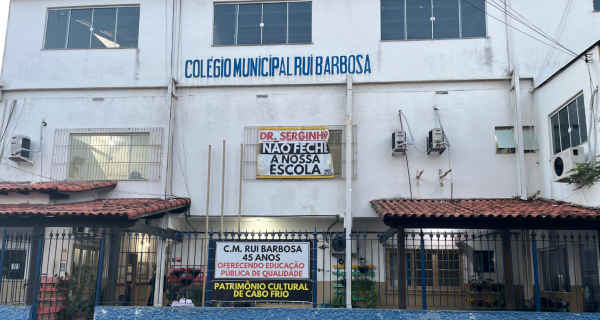 COLÉGIO MUNICIPAL RUI BARBOSA
DR. SERGINHO
NÃO FECHE
A NOSSA
ESCOLA
C.M. RUI BARBOSA
45 ANOS
OFERECENDO EDUCAÇÃO
PÚBLICA DE QUALIDADE
PATRIMÔNIO CULTURAL
DE CABO FRIO